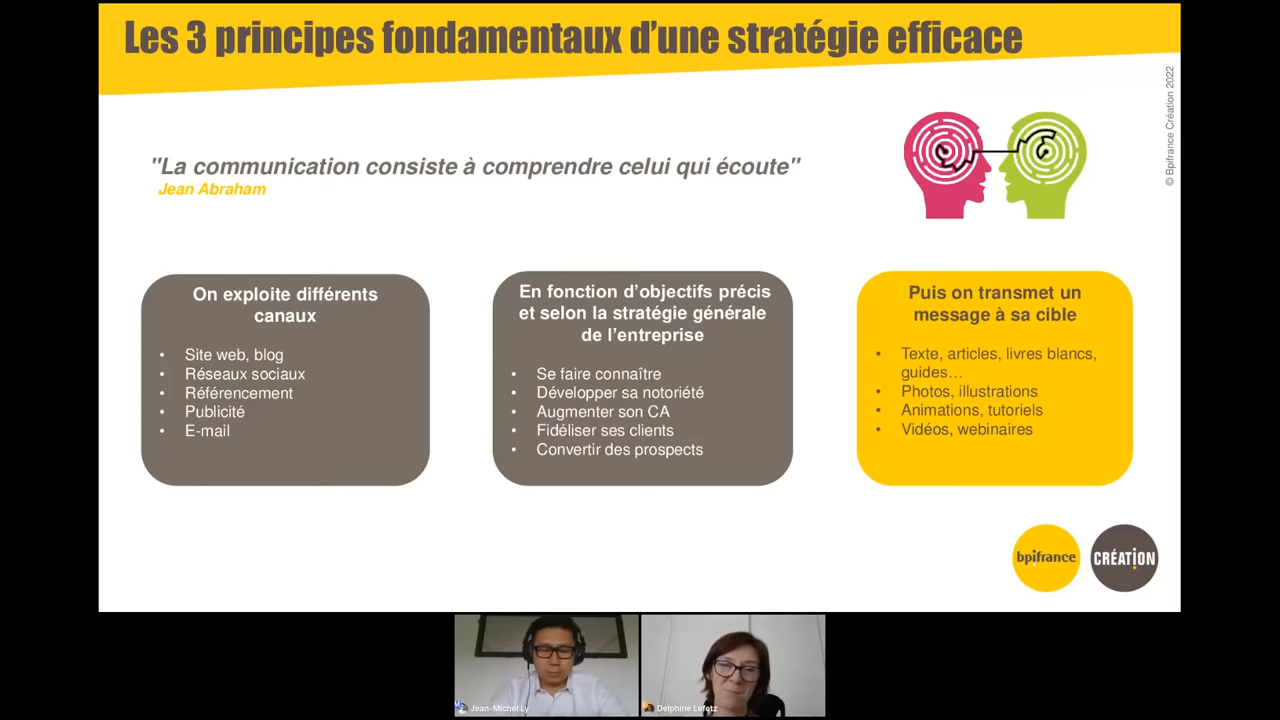 Les 3 principes fondamentaux d'une stratégie efficace
© Bpifrance Création 2022
"La communication consiste à comprendre celui qui écoute"
Jean Abraham
On exploite différents
canaux
• Site web, blog
• Réseaux sociaux
• Référencement
• Publicité
• E-mail
En fonction d'objectifs précis
et selon la stratégie générale
de l'entreprise
• Se faire connaître
• Développer sa notoriété
• Augmenter son CA
• Fidéliser ses clients
• Convertir des prospects
Puis on transmet un
message à sa cible
• Texte, articles, livres blancs,
guides…
• Photos, illustrations
• Animations, tutoriels
• Vidéos, webinaires
bpifrance
CRÉATION
Jean-Michel Ly
Delphine Lefetz